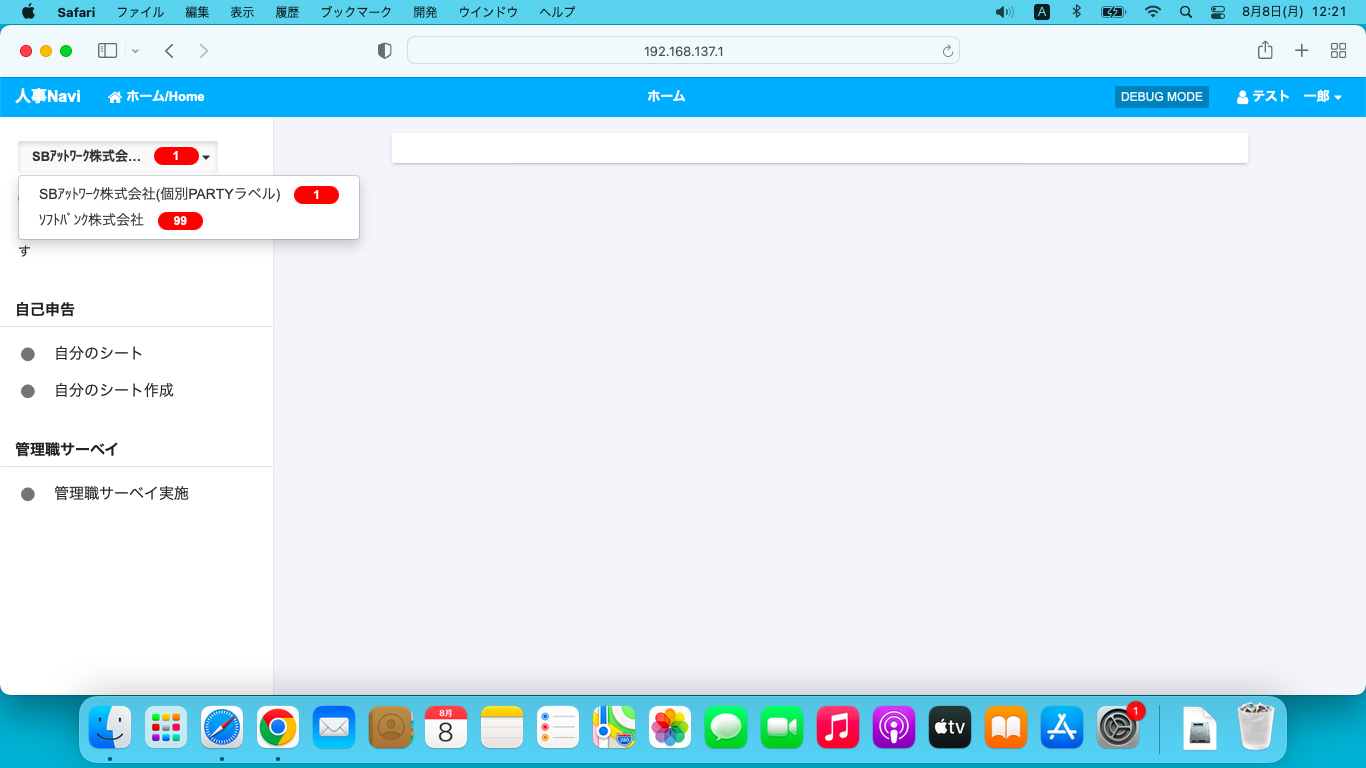 Safari ファイル 編集 表示 履歴 ブックマーク 開発 ウインドウ ヘルプ A 8月8日(月) 12:21
192.168.137.1
人事Navi ホーム/Home ホーム DEBUG MODE テスト 一郎
SBｱｯﾄﾜｰｸ株式会... 1
SBｱｯﾄﾜｰｸ株式会社(個別PARTYラベル) 1
ｿﾌﾄﾊﾞﾝｸ株式会社 99
す
自己申告
自分のシート
自分のシート作成
管理職サーベイ
管理職サーベイ実施
8月
8
280
tv
1